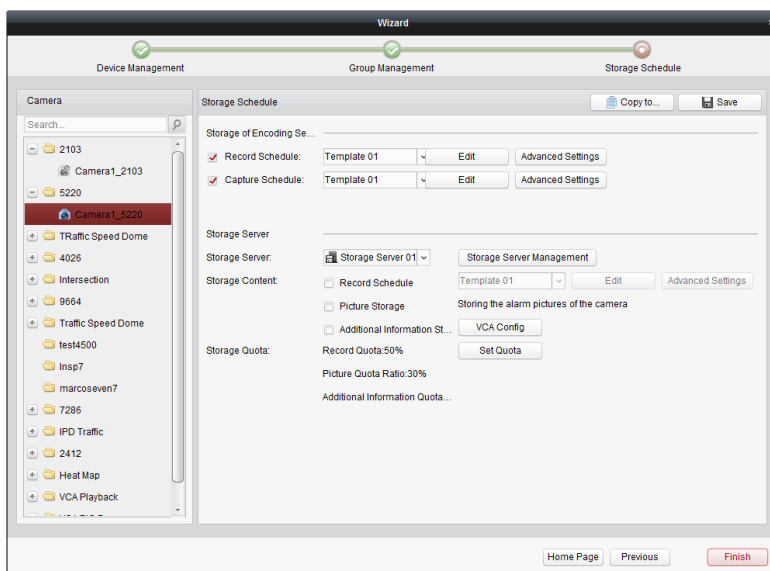 Wizard
Device Management Group Management Storage Schedule
Camera
Search...
2103
Camera1_2103
5220
Camera1_5220
TRaffic Speed Dome
4026
Intersection
9664
Traffic Speed Dome
test4500
Insp7
marcoseven7
7286
IPD Traffic
2412
Heat Map
VCA Playback
Storage Schedule Copy to... Save
Storage of Encoding Se...
Record Schedule: Template 01 Edit Advanced Settings
Capture Schedule: Template 01 Edit Advanced Settings
Storage Server
Storage Server: Storage Server 01 Storage Server Management
Storage Content: Record Schedule Template 01 Edit Advanced Settings
Picture Storage Storing the alarm pictures of the camera
Additional Information St... VCA Config
Storage Quota: Record Quota:50% Set Quota
Picture Quota Ratio:30%
Additional Information Quota...
Home Page Previous Finish